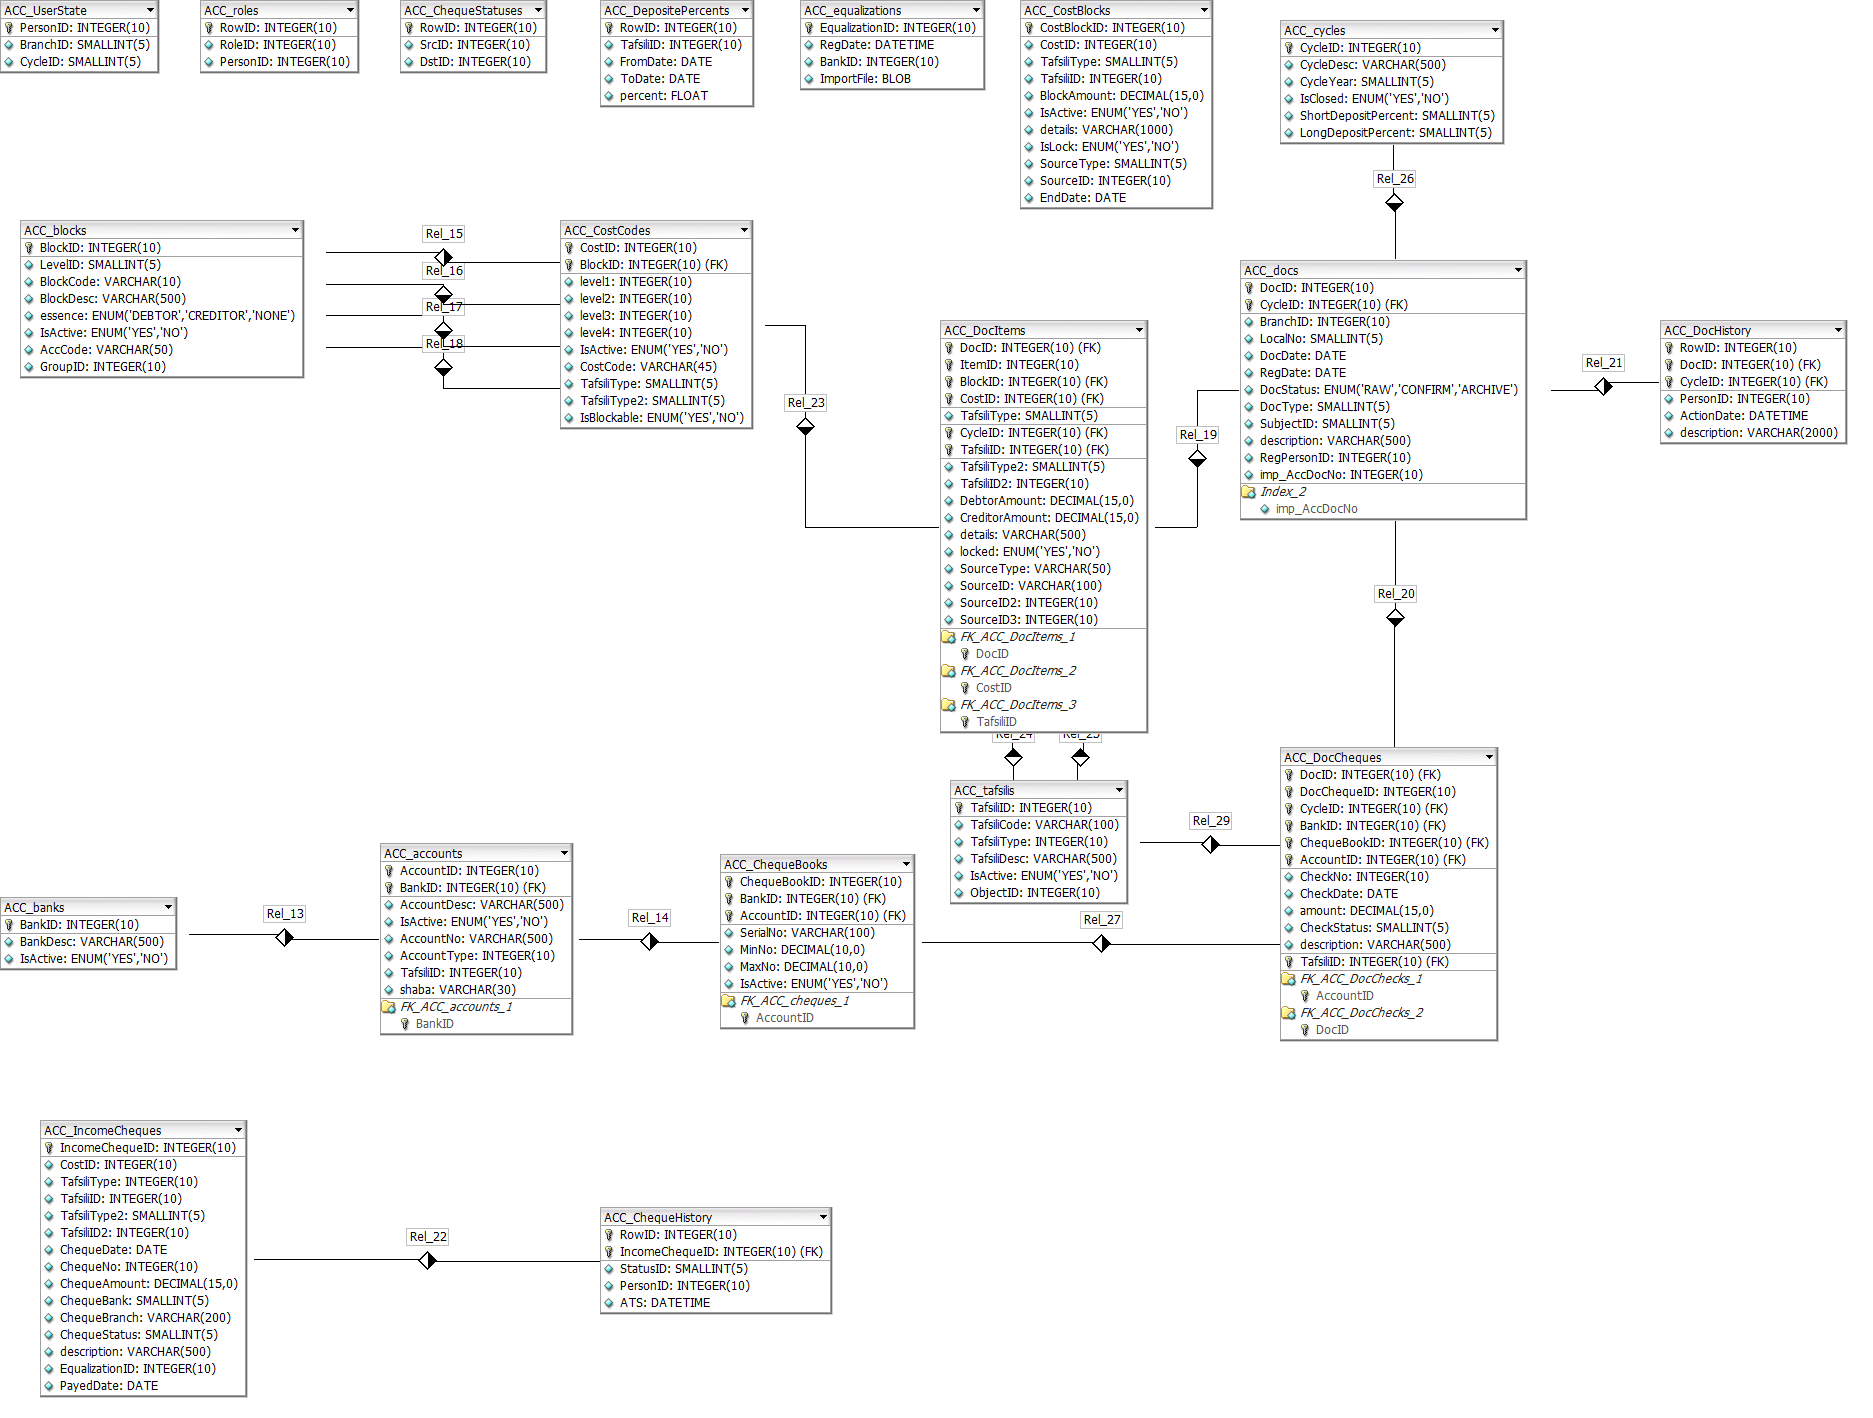 ACC_UserState
PersonID: INTEGER(10)
BranchID: SMALLINT(5)
CycleID: SMALLINT(5)
ACC_roles
RowID: INTEGER(10)
RoleID: INTEGER(10)
PersonID: INTEGER(10)
ACC_ChequeStatuses
RowID: INTEGER(10)
SrcID: INTEGER(10)
DstID: INTEGER(10)
ACC_DepositePercents
RowID: INTEGER(10)
TafsiliID: INTEGER(10)
FromDate: DATE
ToDate: DATE
percent: FLOAT
ACC_equalizations
EqualizationID: INTEGER(10)
RegDate: DATETIME
BankID: INTEGER(10)
ImportFile: BLOB
ACC_CostBlocks
CostBlockID: INTEGER(10)
CostID: INTEGER(10)
TafsiliType: SMALLINT(5)
TafsiliID: INTEGER(10)
BlockAmount: DECIMAL(15,0)
IsActive: ENUM('YES','NO')
details: VARCHAR(1000)
IsLock: ENUM('YES','NO')
SourceType: SMALLINT(5)
SourceID: INTEGER(10)
EndDate: DATE
ACC_cycles
CycleID: INTEGER(10)
CycleDesc: VARCHAR(500)
CycleYear: SMALLINT(5)
IsClosed: ENUM('YES','NO')
ShortDepositPercent: SMALLINT(5)
LongDepositPercent: SMALLINT(5)
Rel_26
ACC_blocks
BlockID: INTEGER(10)
LevelID: SMALLINT(5)
BlockCode: VARCHAR(10)
BlockDesc: VARCHAR(500)
essence: ENUM('DEBTOR','CREDITOR','NONE')
IsActive: ENUM('YES','NO')
AccCode: VARCHAR(50)
GroupID: INTEGER(10)
Rel_15
Rel_16
Rel_17
Rel_18
ACC_CostCodes
CostID: INTEGER(10)
BlockID: INTEGER(10) (FK)
level1: INTEGER(10)
level2: INTEGER(10)
level3: INTEGER(10)
level4: INTEGER(10)
IsActive: ENUM('YES','NO')
CostCode: VARCHAR(45)
TafsiliType: SMALLINT(5)
TafsiliType2: SMALLINT(5)
IsBlockable: ENUM('YES','NO')
Rel_23
ACC_DocItems
DocID: INTEGER(10) (FK)
ItemID: INTEGER(10)
BlockID: INTEGER(10) (FK)
CostID: INTEGER(10) (FK)
TafsiliType: SMALLINT(5)
CycleID: INTEGER(10) (FK)
TafsiliID: INTEGER(10) (FK)
TafsiliType2: SMALLINT(5)
TafsiliID2: INTEGER(10)
DebtorAmount: DECIMAL(15,0)
CreditorAmount: DECIMAL(15,0)
details: VARCHAR(500)
locked: ENUM('YES','NO')
SourceType: VARCHAR(50)
SourceID: VARCHAR(100)
SourceID2: INTEGER(10)
SourceID3: INTEGER(10)
FK_ACC_DocItems_1
DocID
FK_ACC_DocItems_2
CostID
FK_ACC_DocItems_3
TafsiliID
Rel_19
ACC_docs
DocID: INTEGER(10)
CycleID: INTEGER(10) (FK)
BranchID: INTEGER(10)
LocalNo: SMALLINT(5)
DocDate: DATE
RegDate: DATE
DocStatus: ENUM('RAW','CONFIRM','ARCHIVE')
DocType: SMALLINT(5)
SubjectID: SMALLINT(5)
description: VARCHAR(500)
RegPersonID: INTEGER(10)
imp_AccDocNo: INTEGER(10)
Index_2
imp_AccDocNo
Rel_21
ACC_DocHistory
RowID: INTEGER(10)
DocID: INTEGER(10) (FK)
CycleID: INTEGER(10) (FK)
PersonID: INTEGER(10)
ActionDate: DATETIME
description: VARCHAR(2000)
Rel_20
Rel_24
Rel_25
ACC_tafsilis
TafsiliID: INTEGER(10)
TafsiliCode: VARCHAR(100)
TafsiliType: INTEGER(10)
TafsiliDesc: VARCHAR(500)
IsActive: ENUM('YES','NO')
ObjectID: INTEGER(10)
Rel_29
Rel_27
ACC_DocCheques
DocID: INTEGER(10) (FK)
DocChequeID: INTEGER(10)
CycleID: INTEGER(10) (FK)
BankID: INTEGER(10) (FK)
ChequeBookID: INTEGER(10) (FK)
AccountID: INTEGER(10) (FK)
CheckNo: INTEGER(10)
CheckDate: DATE
amount: DECIMAL(15,0)
CheckStatus: SMALLINT(5)
description: VARCHAR(500)
TafsiliID: INTEGER(10) (FK)
FK_ACC_DocChecks_1
AccountID
FK_ACC_DocChecks_2
DocID
ACC_banks
BankID: INTEGER(10)
BankDesc: VARCHAR(500)
IsActive: ENUM('YES','NO')
Rel_13
ACC_accounts
AccountID: INTEGER(10)
BankID: INTEGER(10) (FK)
AccountDesc: VARCHAR(500)
IsActive: ENUM('YES','NO')
AccountNo: VARCHAR(500)
AccountType: INTEGER(10)
TafsiliID: INTEGER(10)
shaba: VARCHAR(30)
FK_ACC_accounts_1
BankID
Rel_14
ACC_ChequeBooks
ChequeBookID: INTEGER(10)
BankID: INTEGER(10) (FK)
AccountID: INTEGER(10) (FK)
SerialNo: VARCHAR(100)
MinNo: DECIMAL(10,0)
MaxNo: DECIMAL(10,0)
IsActive: ENUM('YES','NO')
FK_ACC_cheques_1
AccountID
ACC_IncomeCheques
IncomeChequeID: INTEGER(10)
CostID: INTEGER(10)
TafsiliType: INTEGER(10)
TafsiliID: INTEGER(10)
TafsiliType2: SMALLINT(5)
TafsiliID2: INTEGER(10)
ChequeDate: DATE
ChequeNo: INTEGER(10)
ChequeAmount: DECIMAL(15,0)
ChequeBank: SMALLINT(5)
ChequeBranch: VARCHAR(200)
ChequeStatus: SMALLINT(5)
description: VARCHAR(500)
EqualizationID: INTEGER(10)
PayedDate: DATE
Rel_22
ACC_ChequeHistory
RowID: INTEGER(10)
IncomeChequeID: INTEGER(10) (FK)
StatusID: SMALLINT(5)
PersonID: INTEGER(10)
ATS: DATETIME